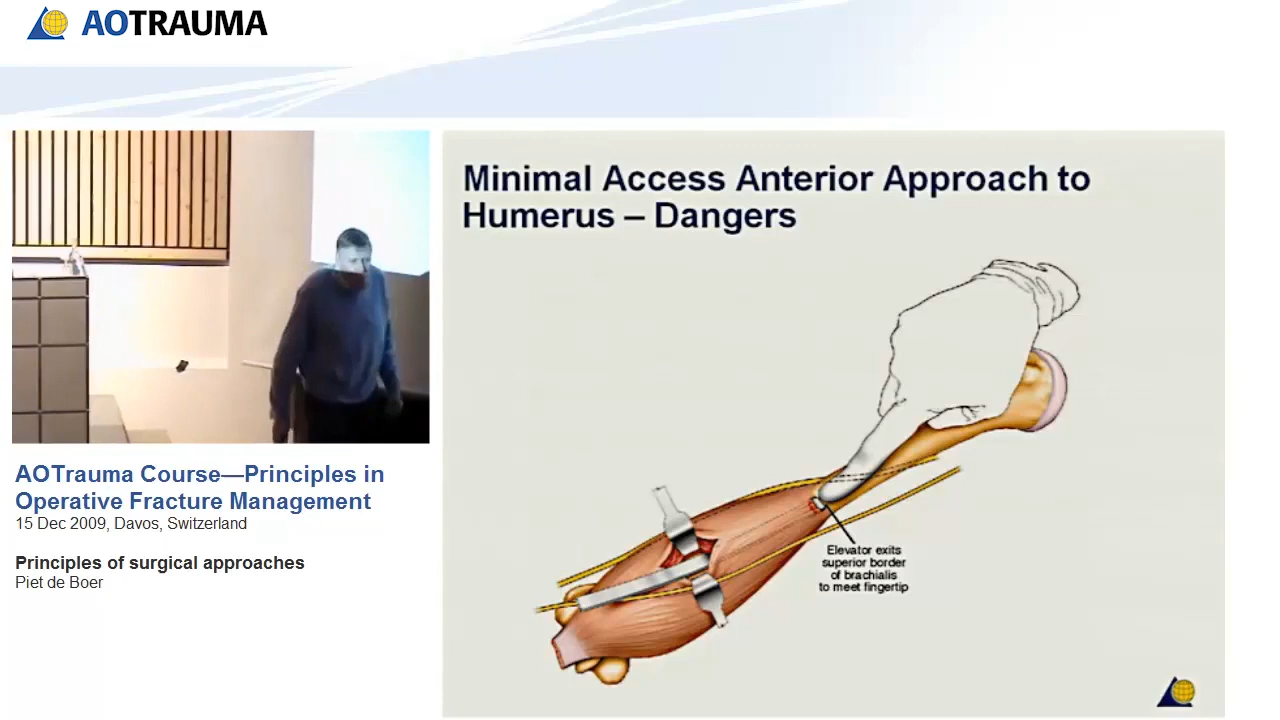 AOTRAUMA
Minimal Access Anterior Approach to
Humerus – Dangers
Elevator exits
superior border
of brachialis
to meet fingertip
AOTrauma Course—Principles in
Operative Fracture Management
15 Dec 2009, Davos, Switzerland
Principles of surgical approaches
Piet de Boer